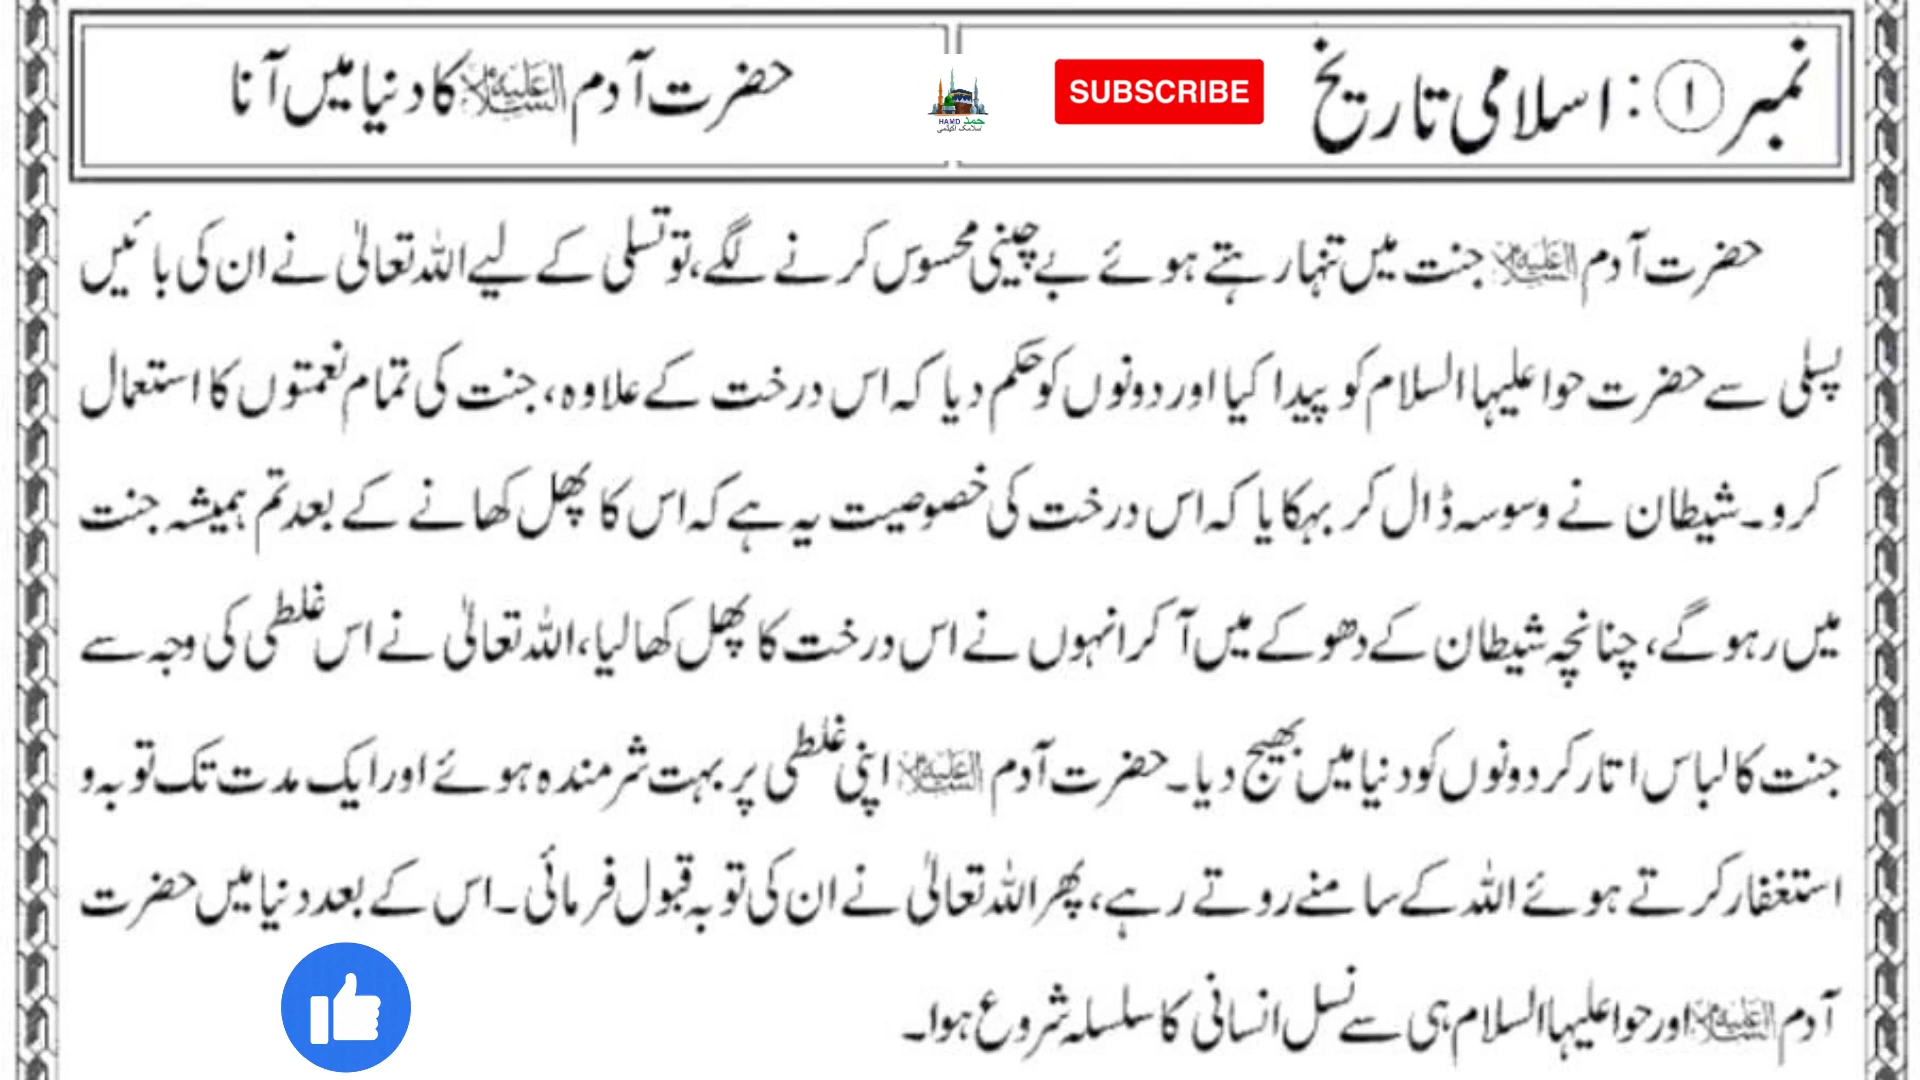 نمبر ۱ : اسلامی تاریخ
SUBSCRIBE
HAMD حمد
اسلامک اکیڈمی
حضرت آدم علیہ السلام کا دنیا میں آنا
حضرت آدم علیہ السلام جنت میں تنہا رہتے ہوئے بے چینی محسوس کرنے لگے، تو تسلی کے لیے اللہ تعالیٰ نے ان کی بائیں
پسلی سے حضرت حوا علیہا السلام کو پیدا کیا اور دونوں کو حکم دیا کہ اس درخت کے علاوہ، جنت کی تمام نعمتوں کا استعمال
کرو۔ شیطان نے وسوسہ ڈال کر بہکایا کہ اس درخت کی خصوصیت یہ ہے کہ اس کا پھل کھانے کے بعد تم ہمیشہ جنت
میں رہو گے، چنانچہ شیطان کے دھوکے میں آ کر انہوں نے اس درخت کا پھل کھا لیا، اللہ تعالیٰ نے اس غلطی کی وجہ سے
جنت کا لباس اتار کر دونوں کو دنیا میں بھیج دیا۔ حضرت آدم علیہ السلام اپنی غلطی پر بہت شرمندہ ہوئے اور ایک مدت تک توبہ و
استغفار کرتے ہوئے اللہ کے سامنے روتے رہے، پھر اللہ تعالیٰ نے ان کی توبہ قبول فرمائی۔ اس کے بعد دنیا میں حضرت
آدم علیہ السلام اور حوا علیہا السلام ہی سے نسل انسانی کا سلسلہ شروع ہوا۔